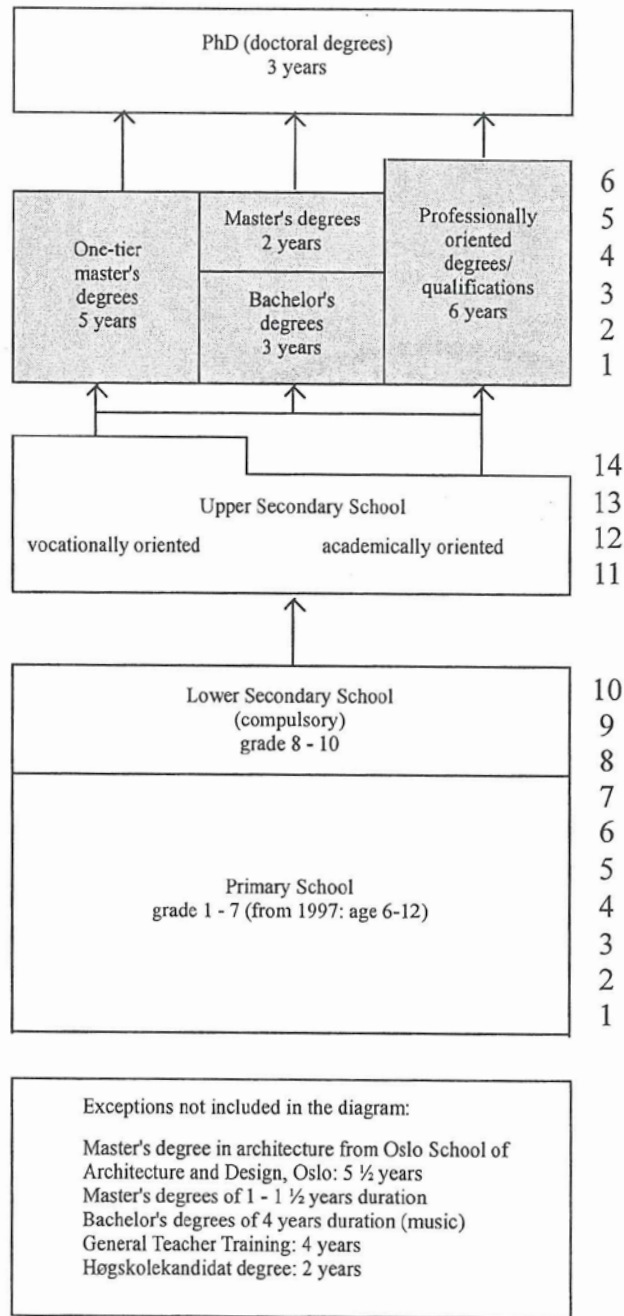 PhD (doctoral degrees)
3 years
One-tier
master's
degrees
5 years
Master's degrees
2 years
Bachelor's
degrees
3 years
Professionally
oriented
degrees/
qualifications
6 years
6
5
4
3
2
1
Upper Secondary School
vocationally oriented academically oriented
14
13
12
11
Lower Secondary School
(compulsory)
grade 8 - 10
Primary School
grade 1 - 7 (from 1997: age 6-12)
10
9
8
7
6
5
4
3
2
1
Exceptions not included in the diagram:
Master's degree in architecture from Oslo School of
Architecture and Design, Oslo: 5 ½ years
Master's degrees of 1 - 1 ½ years duration
Bachelor's degrees of 4 years duration (music)
General Teacher Training: 4 years
Høgskolekandidat degree: 2 years